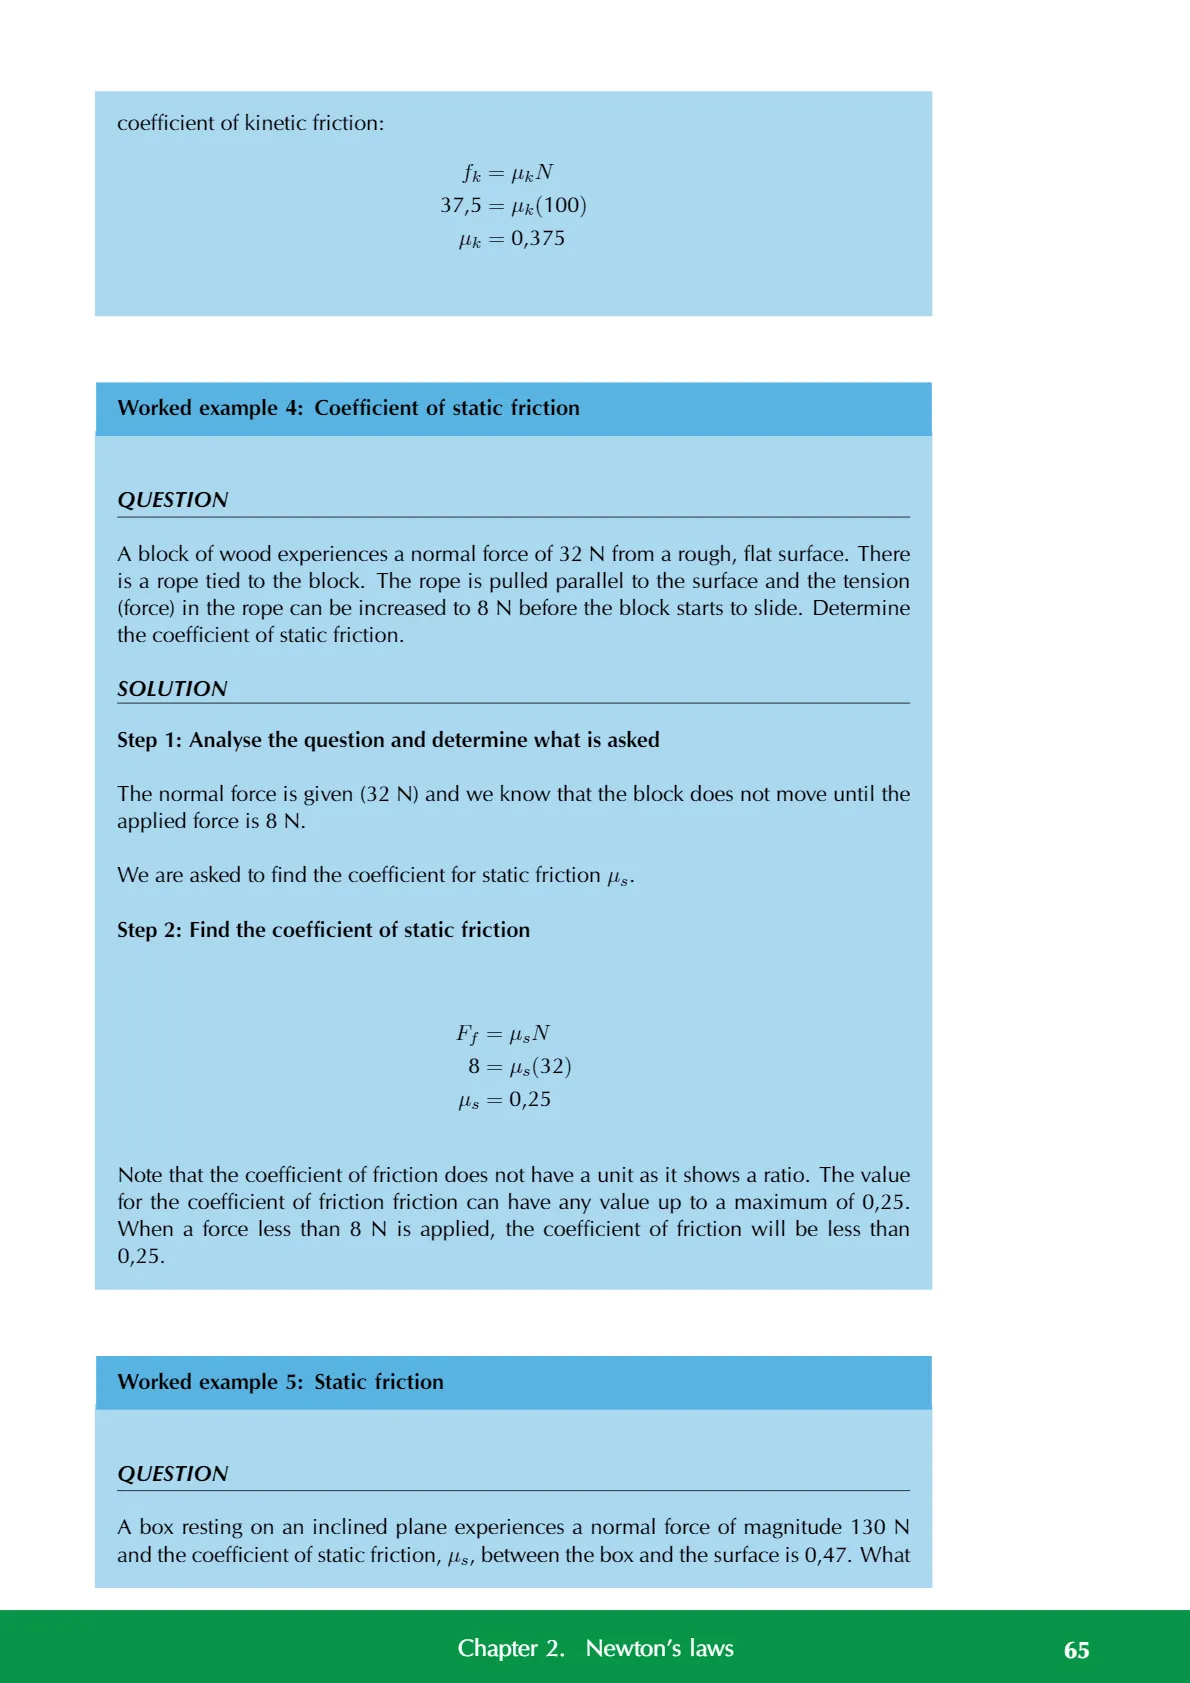 coefficient of kinetic friction:
f_k = μ_k N
37,5 = μ_k(100)
μ_k = 0,375
Worked example 4: Coefficient of static friction
QUESTION
A block of wood experiences a normal force of 32 N from a rough, flat surface. There
is a rope tied to the block. The rope is pulled parallel to the surface and the tension
(force) in the rope can be increased to 8 N before the block starts to slide. Determine
the coefficient of static friction.
SOLUTION
Step 1: Analyse the question and determine what is asked
The normal force is given (32 N) and we know that the block does not move until the
applied force is 8 N.
We are asked to find the coefficient for static friction μ_s.
Step 2: Find the coefficient of static friction
F_f = μ_s N
8 = μ_s(32)
μ_s = 0,25
Note that the coefficient of friction does not have a unit as it shows a ratio. The value
for the coefficient of friction friction can have any value up to a maximum of 0,25.
When a force less than 8 N is applied, the coefficient of friction will be less than
0,25.
Worked example 5: Static friction
QUESTION
A box resting on an inclined plane experiences a normal force of magnitude 130 N
and the coefficient of static friction, μ_s, between the box and the surface is 0,47. What
Chapter 2. Newton's laws
65